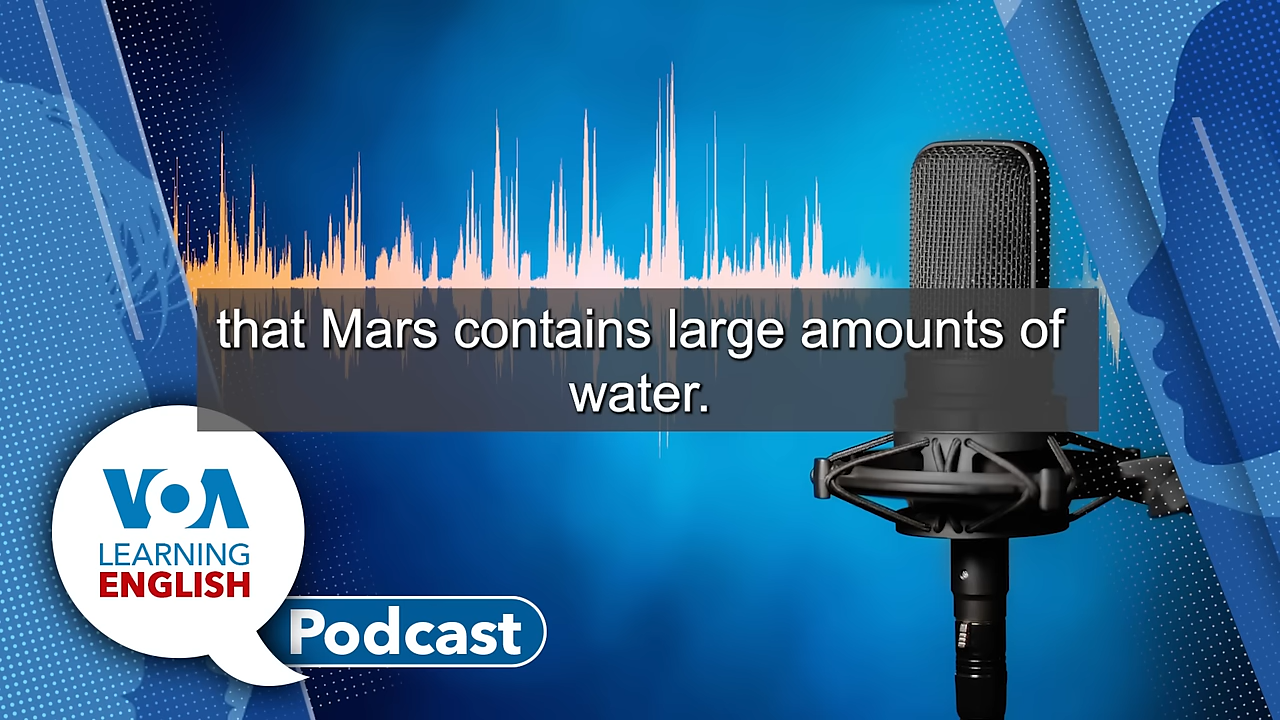 that Mars contains large amounts of
water.
VOA
LEARNING
ENGLISH
Podcast